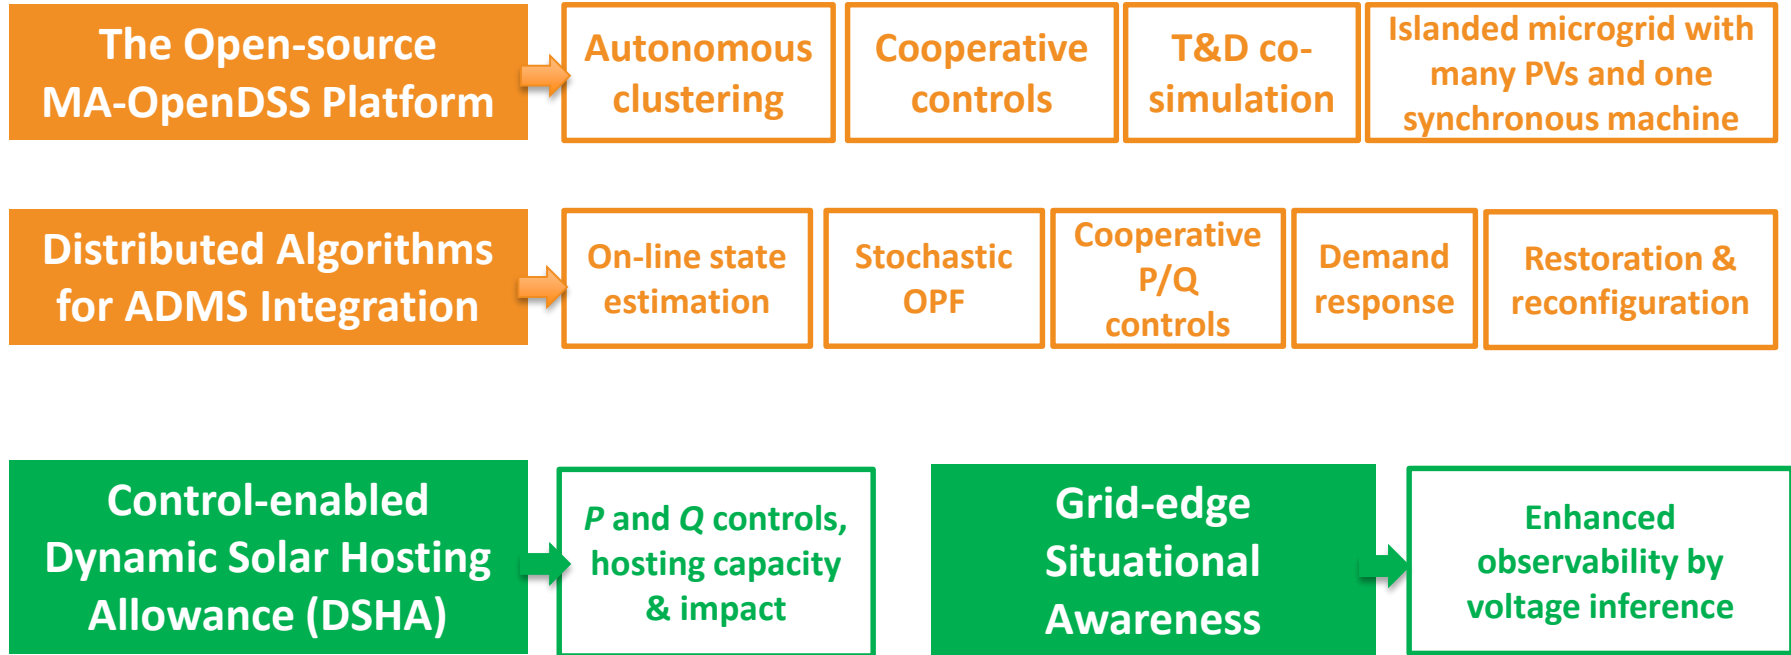 The Open-source
MA-OpenDSS Platform
Autonomous
clustering
Cooperative
controls
T&D co-
simulation
Islanded microgrid with
many PVs and one
synchronous machine
Distributed Algorithms
for ADMS Integration
On-line state
estimation
Stochastic
OPF
Cooperative
P/Q
controls
Demand
response
Restoration &
reconfiguration
Control-enabled
Dynamic Solar Hosting
Allowance (DSHA)
P and Q controls,
hosting capacity
& impact
Grid-edge
Situational
Awareness
Enhanced
observability by
voltage inference